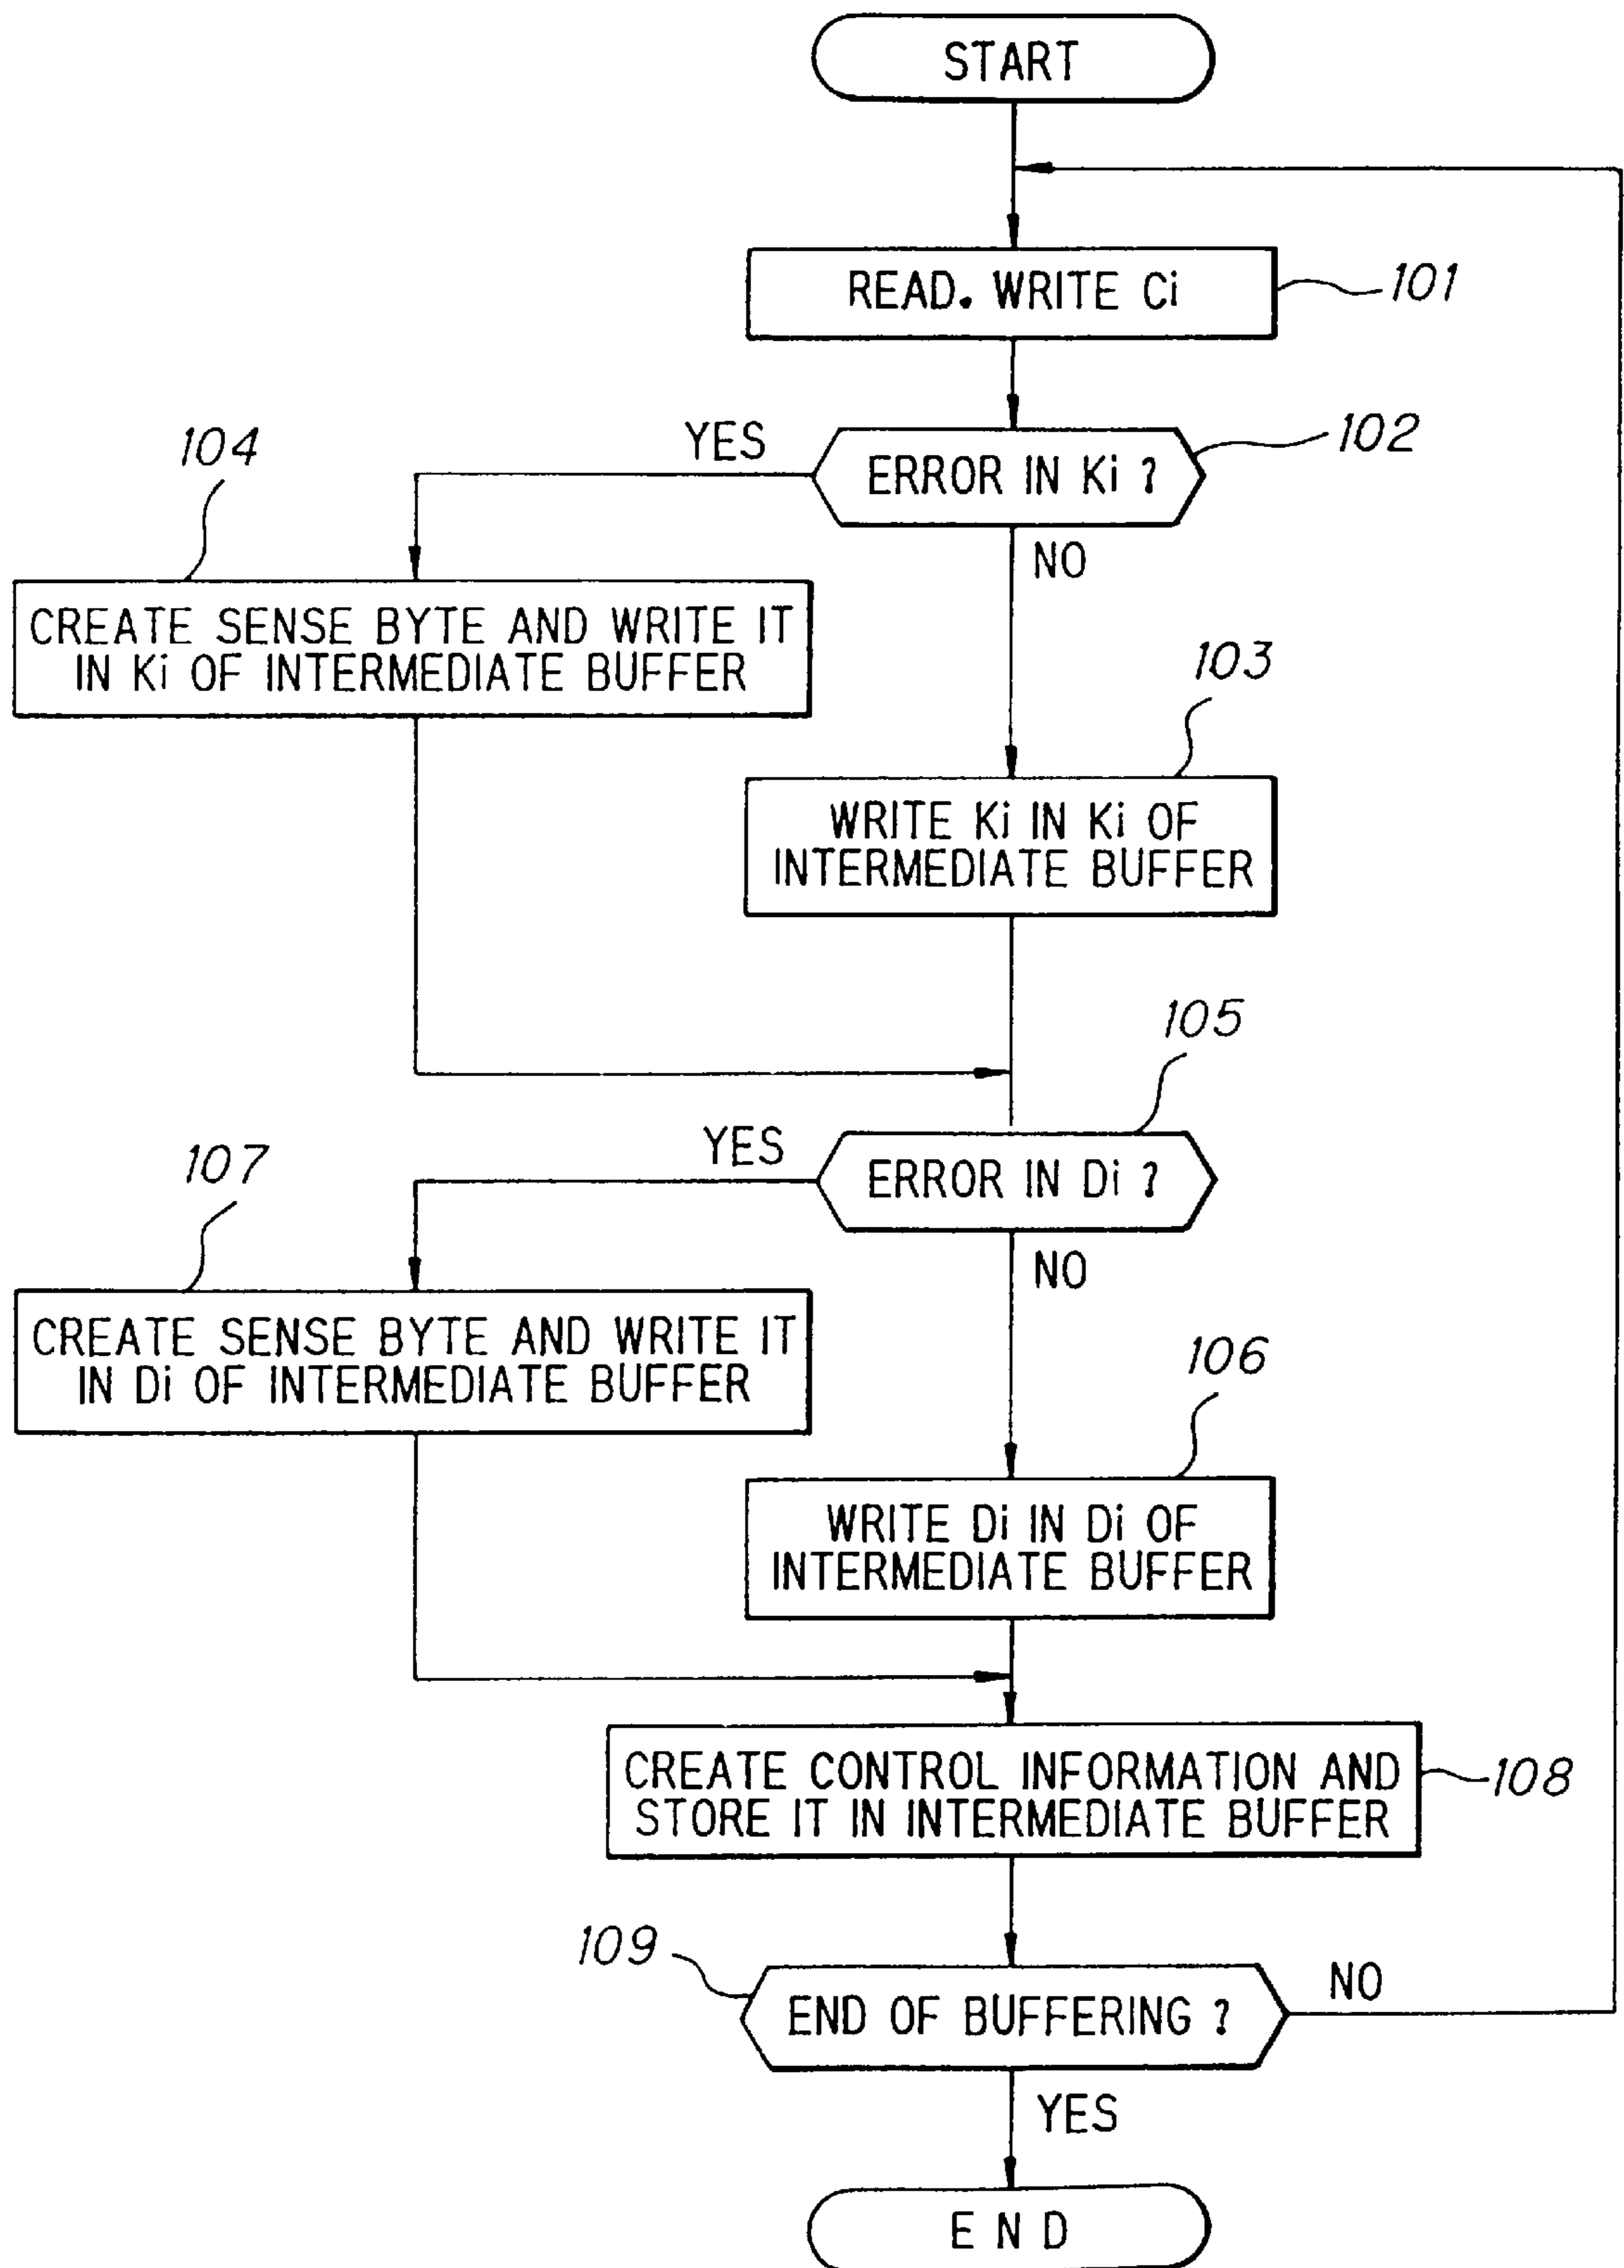 START
READ. WRITE Ci
101
YES
ERROR IN Ki ?
102
104
NO
CREATE SENSE BYTE AND WRITE IT
IN Ki OF INTERMEDIATE BUFFER
103
WRITE Ki IN Ki OF
INTERMEDIATE BUFFER
105
YES
ERROR IN Di ?
107
NO
CREATE SENSE BYTE AND WRITE IT
IN Di OF INTERMEDIATE BUFFER
106
WRITE Di IN Di OF
INTERMEDIATE BUFFER
CREATE CONTROL INFORMATION AND
STORE IT IN INTERMEDIATE BUFFER
108
109
END OF BUFFERING ?
NO
YES
E N D